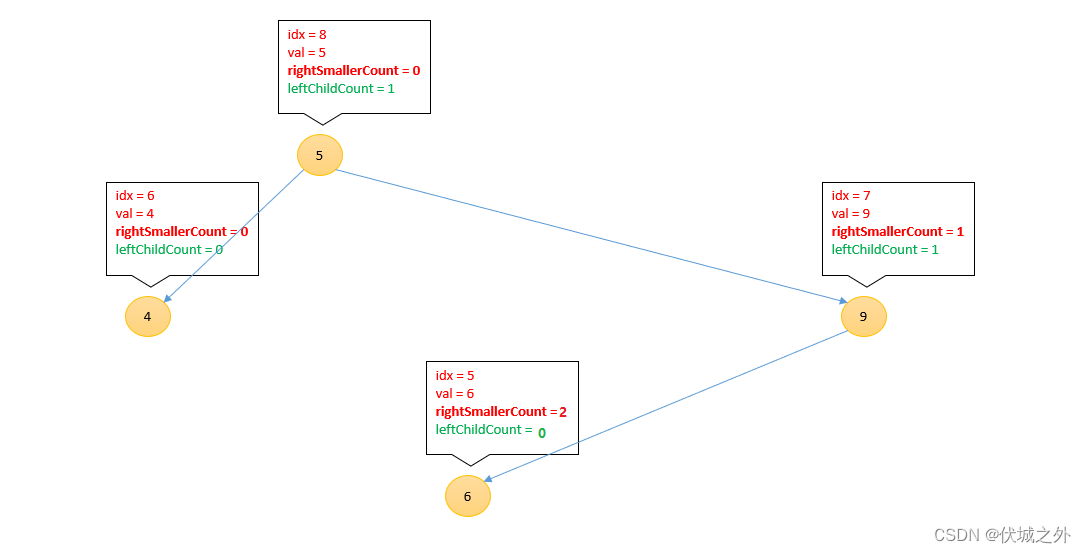 idx = 8
val = 5
rightSmallerCount = 0
leftChildCount = 1
5
idx = 6
val = 4
rightSmallerCount = 0
leftChildCount = 0
4
idx = 7
val = 9
rightSmallerCount = 1
leftChildCount = 1
9
idx = 5
val = 6
rightSmallerCount = 2
leftChildCount = 0
6
CSDN @伏城之外